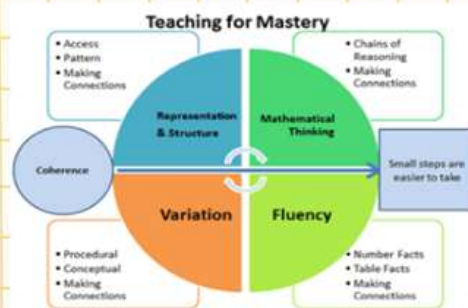 Teaching for Mastery
• Access
• Pattern
• Making
Connections
• Chains of
Reasoning
• Making
Connections
Representation
& Structure
Mathematical
Thinking
Coherence
Small steps are
easier to take
Variation
Fluency
• Procedural
• Conceptual
• Making
Connections
• Number Facts
• Table Facts
• Making
Connections